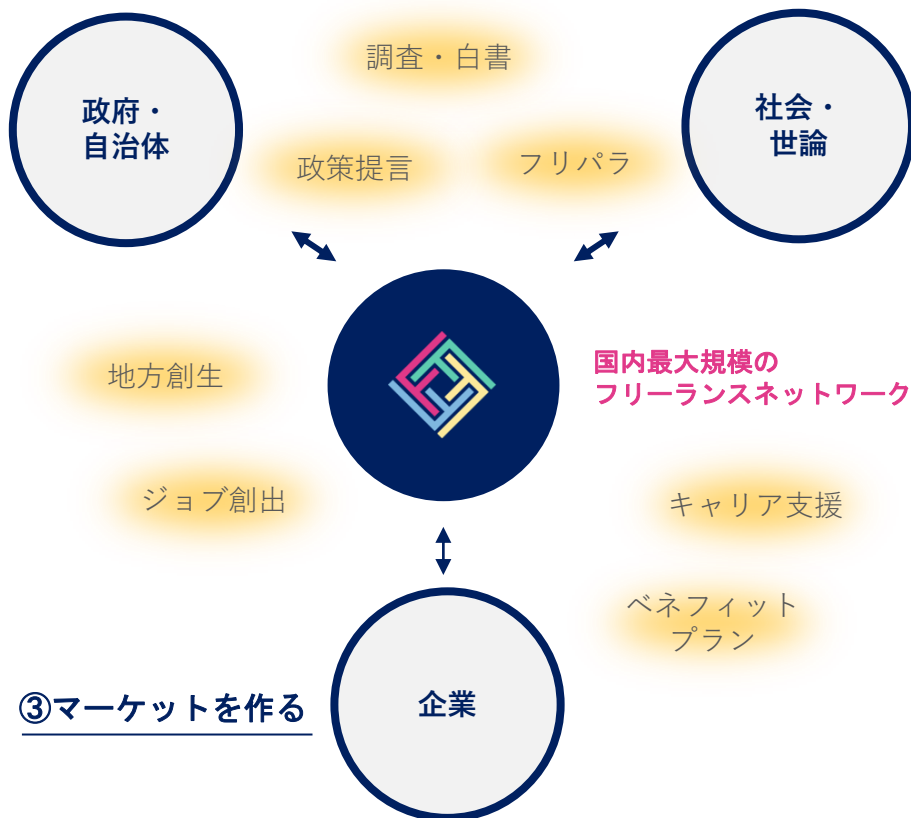 調査・白書
政府・
自治体
社会・
世論
政策提言
フリパラ
国内最大規模の
フリーランスネットワーク
地方創生
ジョブ創出
キャリア支援
ベネフィット
プラン
③マーケットを作る
企業